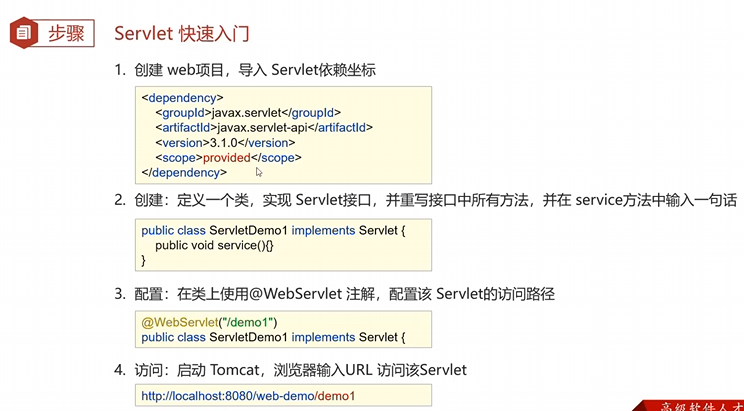 步骤
Servlet 快速入门
1. 创建 web项目，导入 Servlet依赖坐标
<dependency>
<groupId>javax.servlet</groupId>
<artifactId>javax.servlet-api</artifactId>
<version>3.1.0</version>
<scope>provided</scope>
</dependency>
2. 创建：定义一个类，实现 Servlet接口，并重写接口中所有方法，并在 service方法中输入一句话
public class ServletDemo1 implements Servlet {
public void service(){}
}
3. 配置：在类上使用@WebServlet 注解，配置该 Servlet的访问路径
@WebServlet("/demo1")
public class ServletDemo1 implements Servlet {
4. 访问：启动 Tomcat，浏览器输入URL 访问该Servlet
http://localhost:8080/web-demo/demo1
高级软件人才